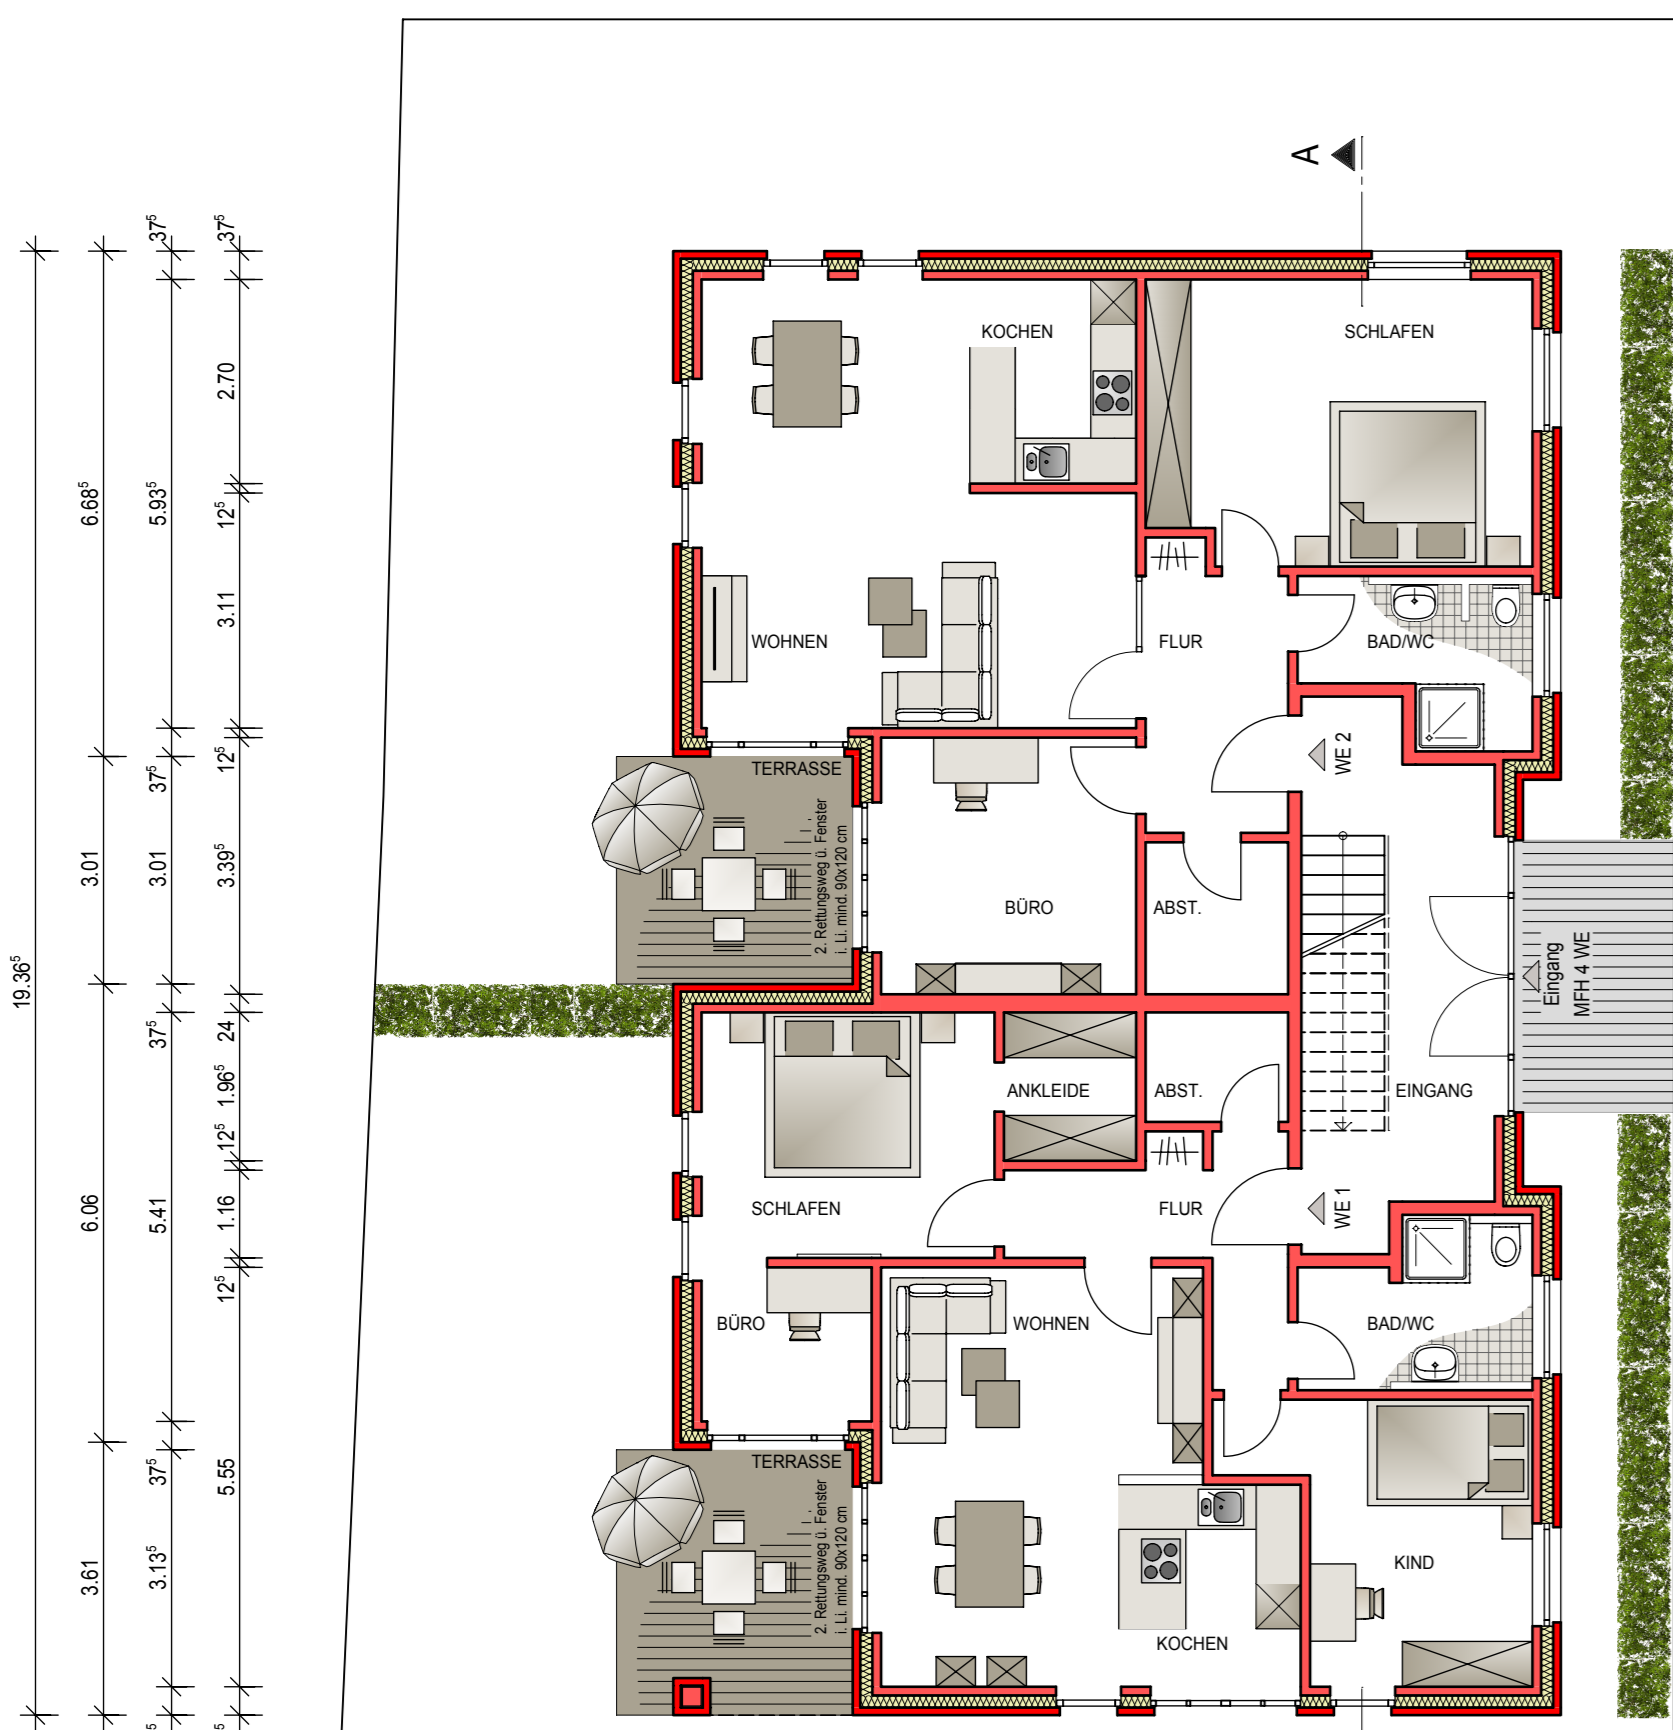 A
37⁵
37⁵
KOCHEN
SCHLAFEN
2.70
6.68⁵
5.93⁵
12⁵
3.11
WOHNEN
FLUR
BAD/WC
WE 2
12⁵
37⁵
TERRASSE
2. Rettungsweg ü. Fenster
i. Li. mind. 90x120 cm
3.01
3.01
3.39⁵
BÜRO
ABST.
19.36⁵
Eingang
MFH 4 WE
37⁵
24
1.96⁵
ANKLEIDE
ABST.
EINGANG
12⁵
6.06
5.41
1.16
SCHLAFEN
FLUR
WE 1
12⁵
BÜRO
WOHNEN
BAD/WC
37⁵
5.55
TERRASSE
2. Rettungsweg ü. Fenster
i. Li. mind. 90x120 cm
3.61
3.13⁵
KIND
KOCHEN